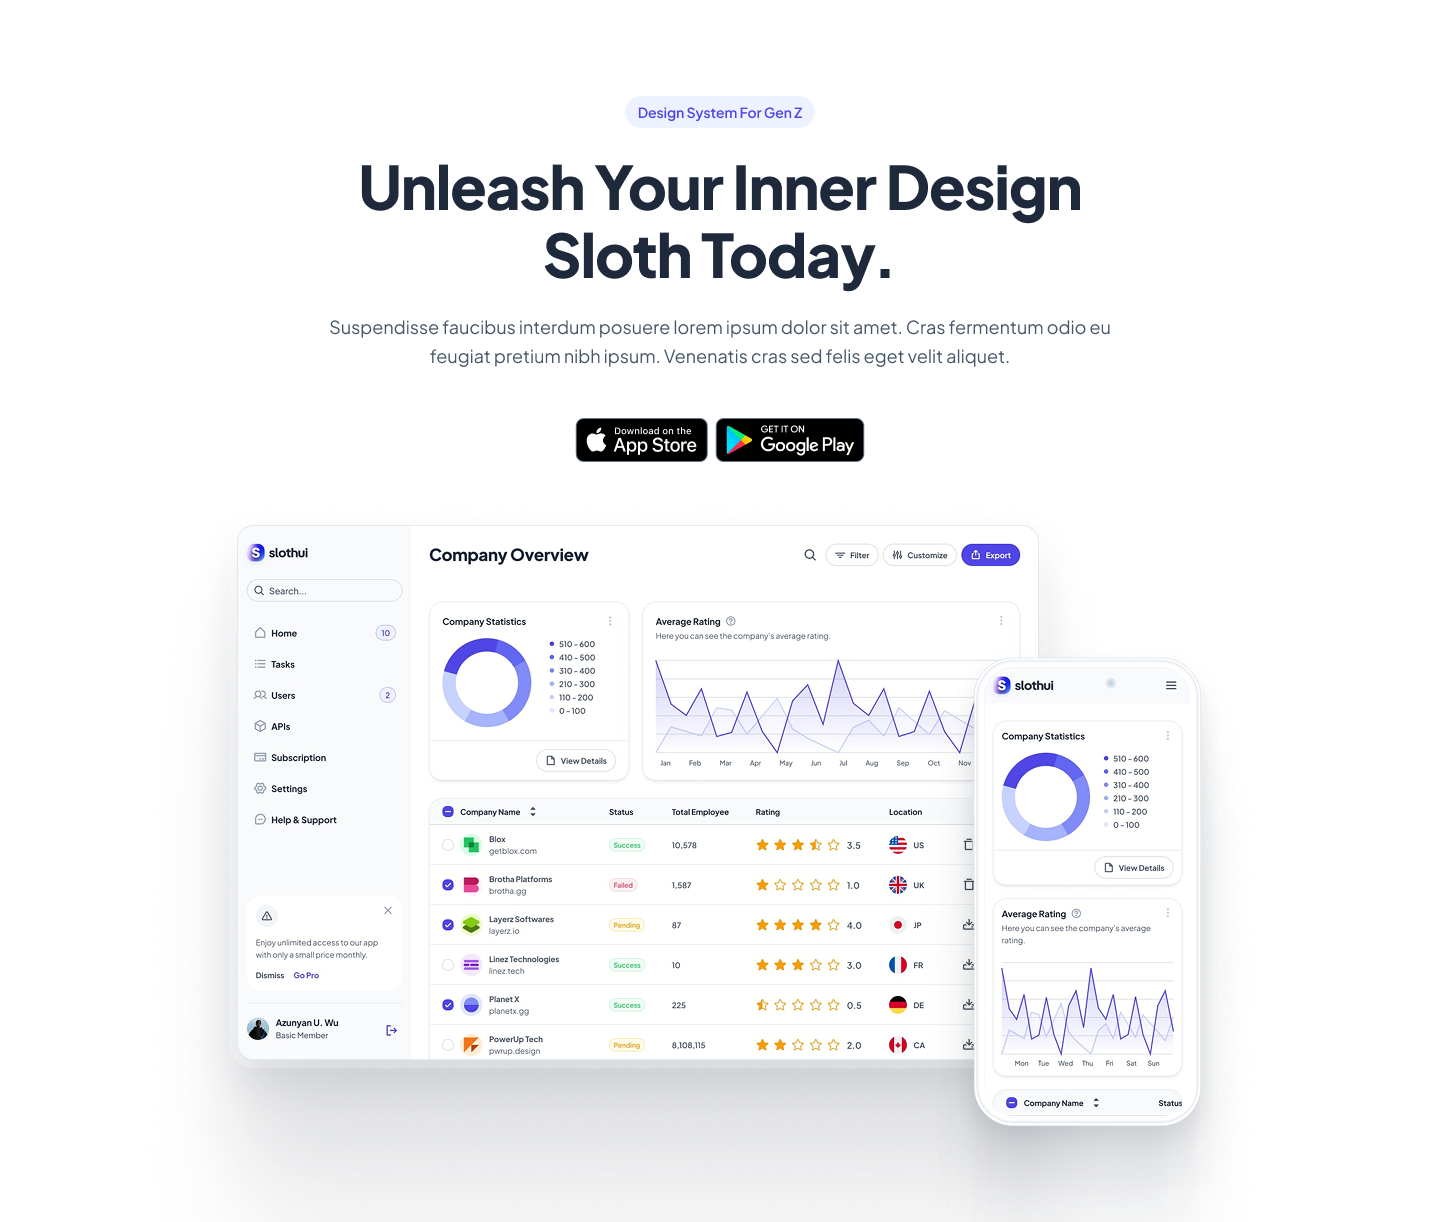 Design System For Gen Z
Unleash Your Inner Design
Sloth Today.
Suspendisse faucibus interdum posuere lorem ipsum dolor sit amet. Cras fermentum odio eu
feugiat pretium nibh ipsum. Venenatis cras sed felis eget velit aliquet.
Download on the
App Store
GET IT ON
Google Play
S slothui
Search...
Home 10
Tasks
Users 2
APIs
Subscription
Settings
Help & Support
Enjoy unlimited access to our app
with only a small price monthly.
Dismiss Go Pro
Azunyan U. Wu
Basic Member
Company Overview
Filter Customize Export
Company Statistics
510 - 600
410 - 500
310 - 400
210 - 300
110 - 200
0 - 100
View Details
Average Rating
Here you can see the company's average rating.
Jan Feb Mar Apr May Jun Jul Aug Sep Oct Nov
Company Name Status Total Employee Rating Location
Blox
getblox.com
Success 10,578 3.5 US
Brotha Platforms
brotha.gg
Failed 1,587 1.0 UK
Layerz Softwares
layerz.io
Pending 87 4.0 JP
Linez Technologies
linez.tech
Success 10 3.0 FR
Planet X
planetx.gg
Success 225 0.5 DE
PowerUp Tech
pwrup.design
Pending 8,108,115 2.0 CA
S slothui
Company Statistics
510 - 600
410 - 500
310 - 400
210 - 300
110 - 200
0 - 100
View Details
Average Rating
Here you can see the company's average
rating.
Mon Tue Wed Thu Fri Sat Sun
Company Name Status